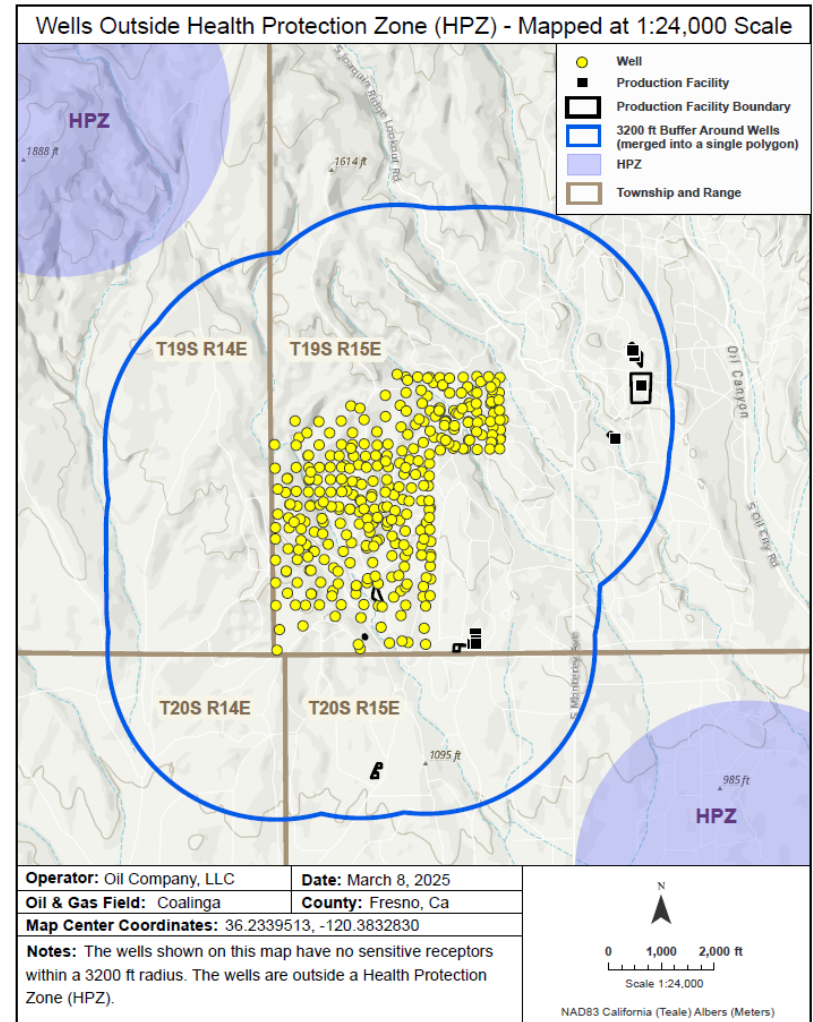 Wells Outside Health Protection Zone (HPZ) - Mapped at 1:24,000 Scale
Well
Production Facility
Production Facility Boundary
3200 ft Buffer Around Wells
(merged into a single polygon)
HPZ
Township and Range
HPZ
1888 ft
1614 ft
S Joaquin Ridge Lookout Rd
T19S R14E
T19S R15E
Oil Canyon
S Oil City Rd
S Monterey Ave
T20S R14E
T20S R15E
1095 ft
985 ft
HPZ
Operator: Oil Company, LLC
Date: March 8, 2025
Oil & Gas Field: Coalinga
County: Fresno, Ca
Map Center Coordinates: 36.2339513, -120.3832830
Notes: The wells shown on this map have no sensitive receptors
within a 3200 ft radius. The wells are outside a Health Protection
Zone (HPZ).
N
0 1,000 2,000 ft
Scale 1:24,000
NAD83 California (Teale) Albers (Meters)